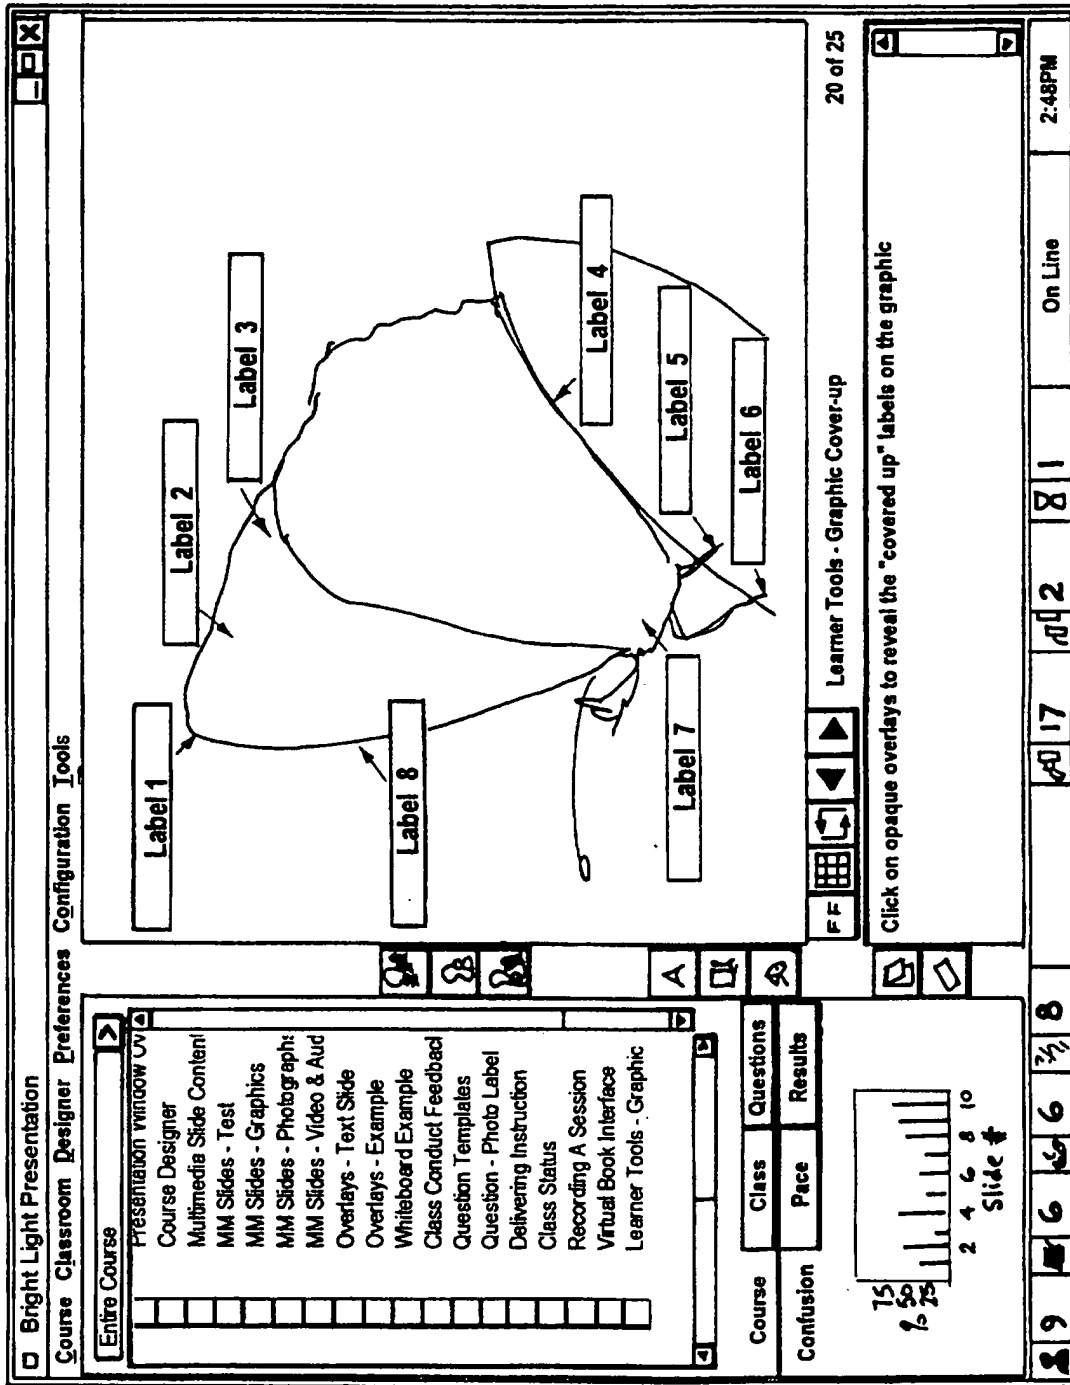 Bright Light Presentation
Course Classroom Designer Preferences Configuration Tools
Entire Course
Presentation Window Ov
Course Designer
Multimedia Slide Content
MM Slides - Test
MM Slides - Graphics
MM Slides - Photographs
MM Slides - Video & Aud
Overlays - Text Slide
Overlays - Example
Whiteboard Example
Class Conduct Feedback
Question Templates
Question - Photo Label
Delivering Instruction
Class Status
Recording A Session
Virtual Book Interface
Learner Tools - Graphic
Course Class Questions
Confusion Pace Results
75
50
% 25
2 4 6 8 10
Slide #
A
Label 1
Label 2
Label 3
Label 4
Label 5
Label 6
Label 7
Label 8
FF
Learner Tools - Graphic Cover-up
20 of 25
Click on opaque overlays to reveal the "covered up" labels on the graphic
9 6 6 8 17 2 1 On Line 2:48PM